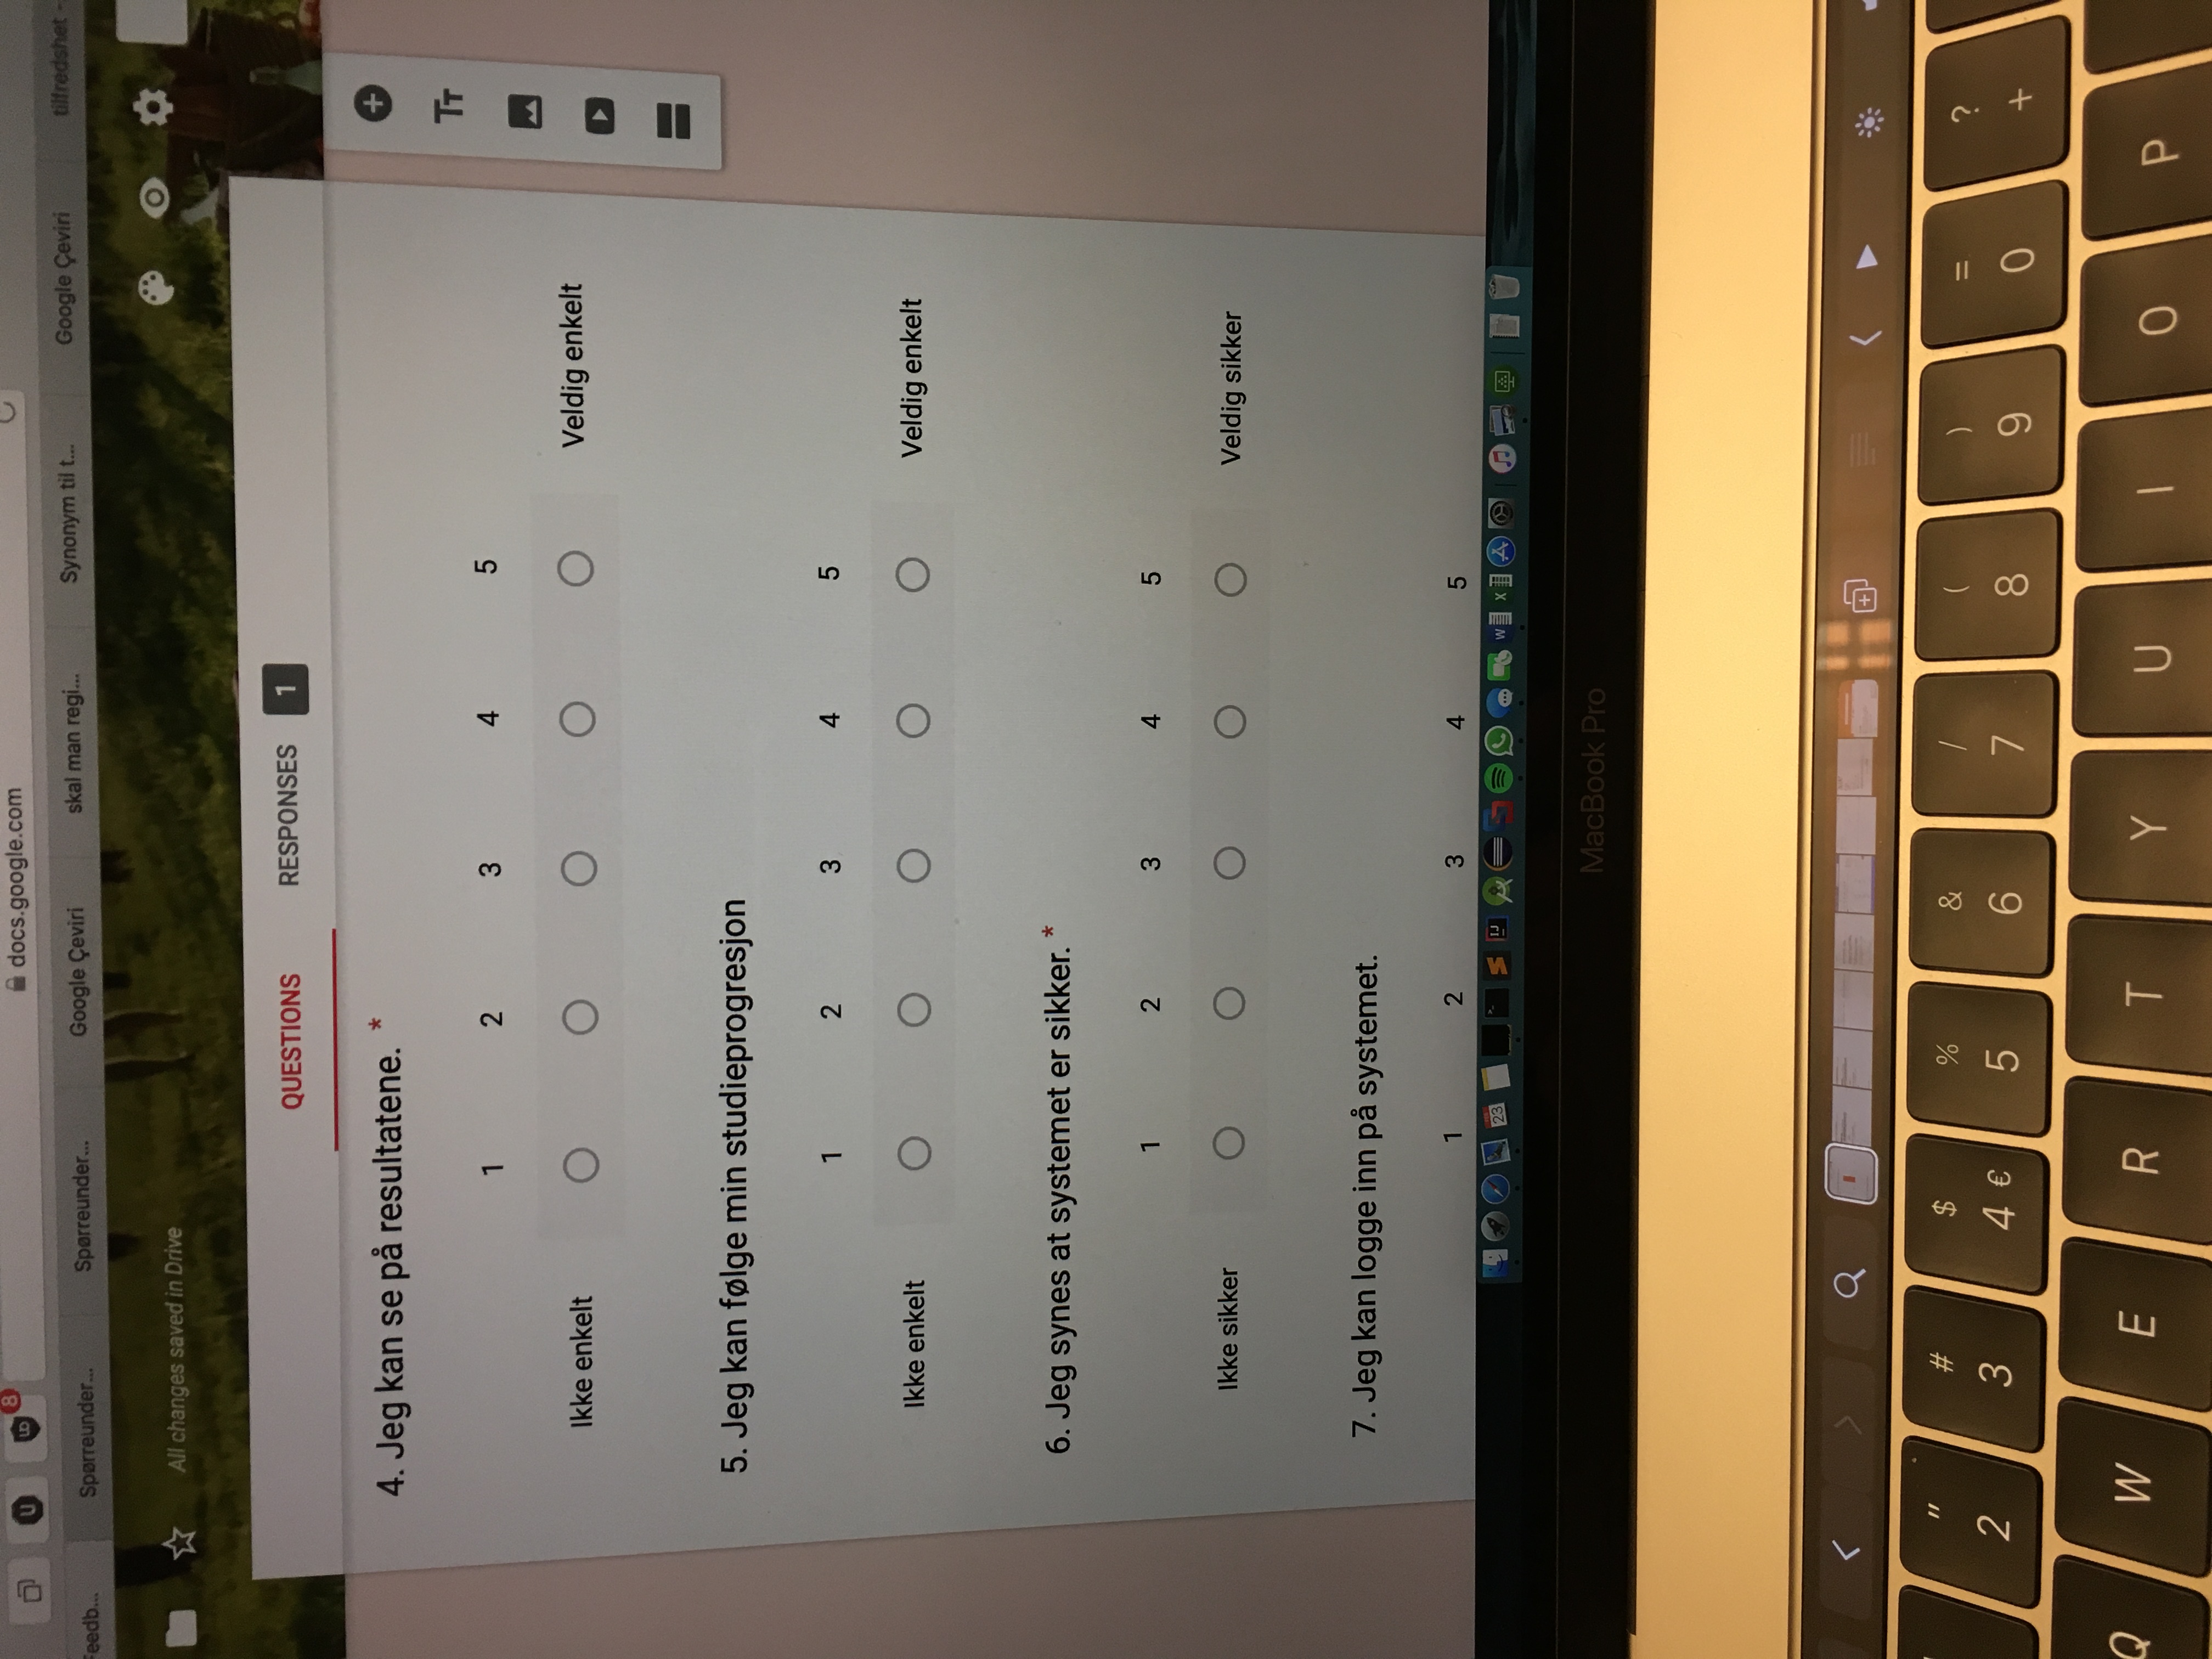 8
docs.google.com
Feedb...
Spørreunder...
Spørreunder...
Google Çeviri
skal man regi...
Synonym til t...
Google Çeviri
tilfredshet -
All changes saved in Drive
QUESTIONS
RESPONSES 1
4. Jeg kan se på resultatene. *
1 2 3 4 5
Ikke enkelt
Veldig enkelt
5. Jeg kan følge min studieprogresjon
1 2 3 4 5
Ikke enkelt
Veldig enkelt
6. Jeg synes at systemet er sikker. *
1 2 3 4 5
Ikke sikker
Veldig sikker
7. Jeg kan logge inn på systemet.
1 2 3 4 5
23
IJ
MacBook Pro
" # $ % & / ( ) = ?
2 3 4 € 5 6 7 8 9 0 +
Q W E R T Y U I O P